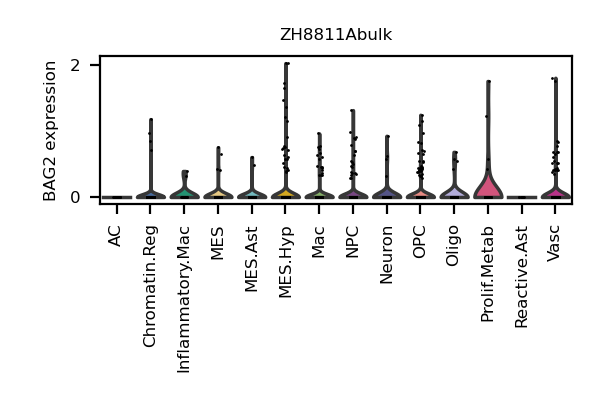 ZH8811Abulk
BAG2 expression
2
0
AC
Chromatin.Reg
Inflammatory.Mac
MES
MES.Ast
MES.Hyp
Mac
NPC
Neuron
OPC
Oligo
Prolif.Metab
Reactive.Ast
Vasc